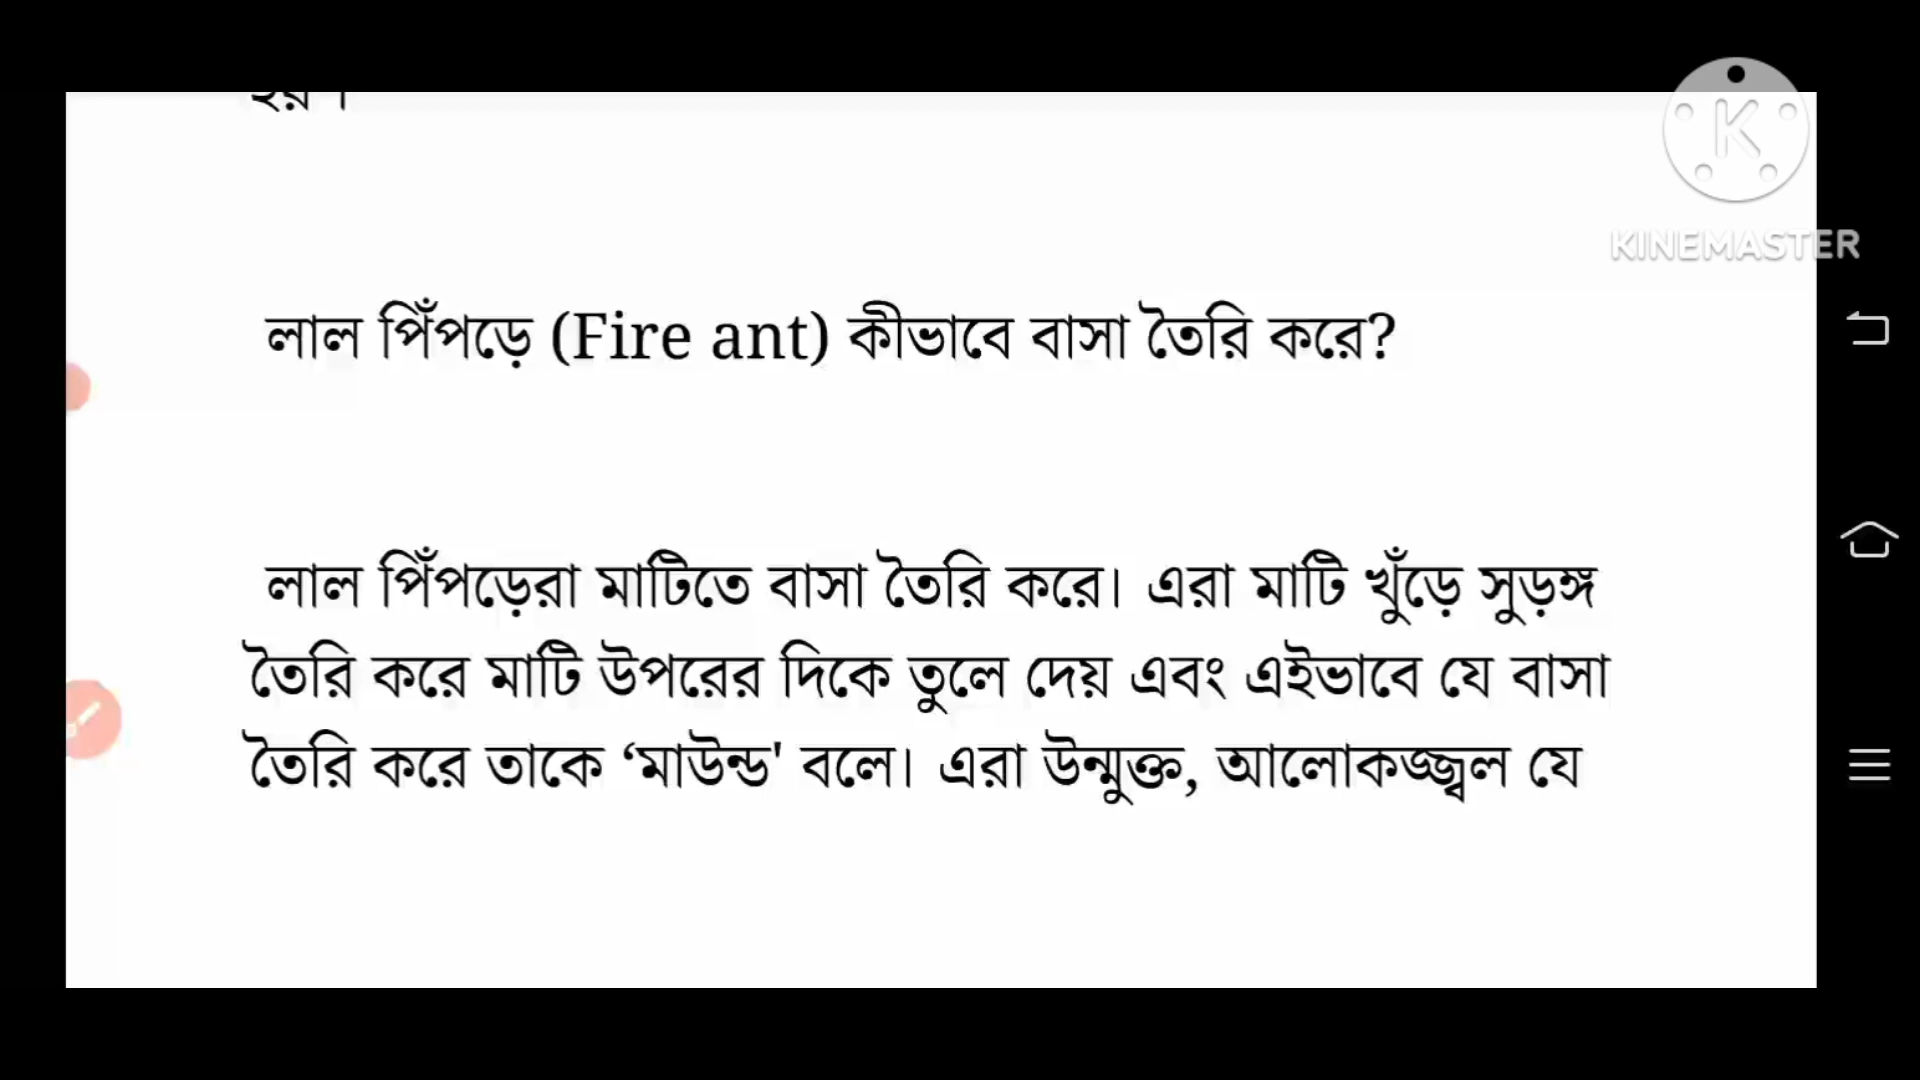 হয় ।
KINEMASTER
লাল পিঁপড়ে (Fire ant) কীভাবে বাসা তৈরি করে?
লাল পিঁপড়েরা মাটিতে বাসা তৈরি করে। এরা মাটি খুঁড়ে সুড়ঙ্গ
তৈরি করে মাটি উপরের দিকে তুলে দেয় এবং এইভাবে যে বাসা
তৈরি করে তাকে ‘মাউন্ড' বলে। এরা উন্মুক্ত, আলোকজ্জ্বল যে